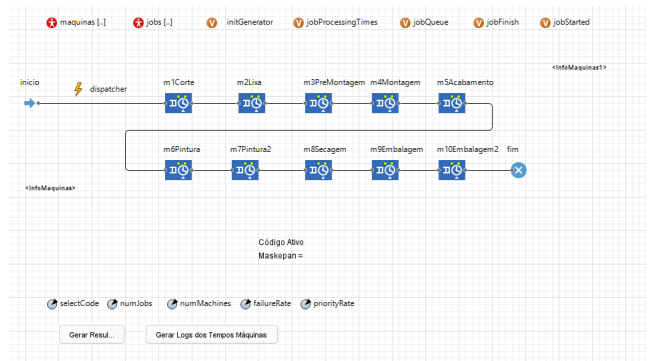 maquinas [..] jobs [..] initGenerator jobProcessingTimes jobQueue jobFinish jobStarted
<InfoMaquinas1>
inicio dispatcher m1Corte m2Lixa m3PreMontagem m4Montagem m5Acabamento
m6Pintura m7Pintura2 m8Secagem m9Embalagem m10Embalagem2 fim
<InfoMaquinas>
Código Ativo
Maskepan =
selectCode numJobs numMachines failureRate priorityRate
Gerar Resul... Gerar Logs dos Tempos Máquinas